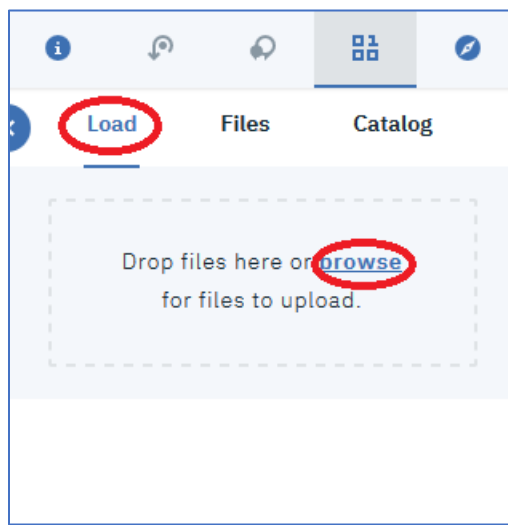 Load Files Catalog
Drop files here or browse
for files to upload.